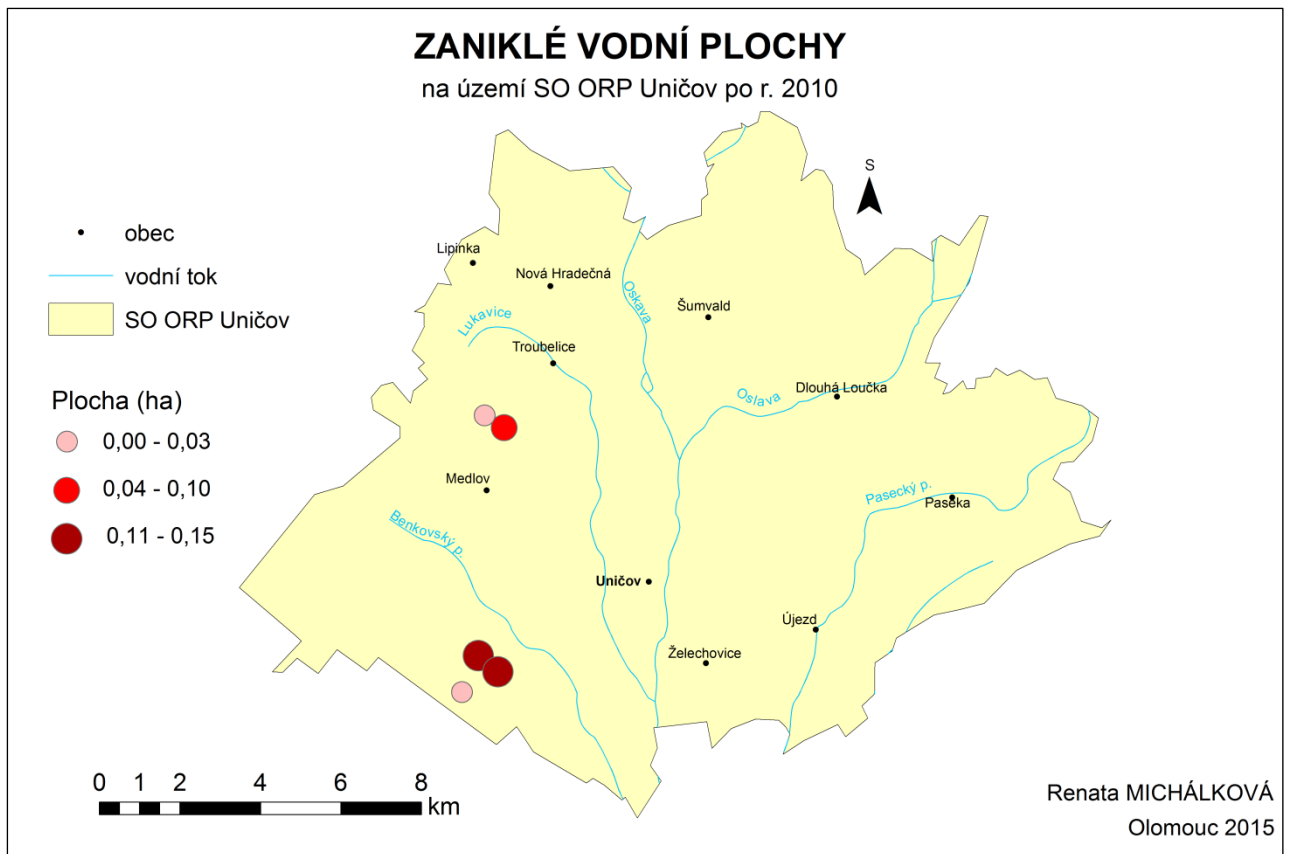 ZANIKLÉ VODNÍ PLOCHY
na území SO ORP Uničov po r. 2010
S
obec
vodní tok
SO ORP Uničov
Plocha (ha)
0,00 - 0,03
0,04 - 0,10
0,11 - 0,15
Lipinka
Nová Hradečná
Oskava
Šumvald
Lukavice
Troubelice
Oslava
Dlouhá Loučka
Medlov
Pasecký p.
Paseka
Benkovský p.
Uničov
Újezd
Želechovice
0 1 2 4 6 8
km
Renata MICHÁLKOVÁ
Olomouc 2015